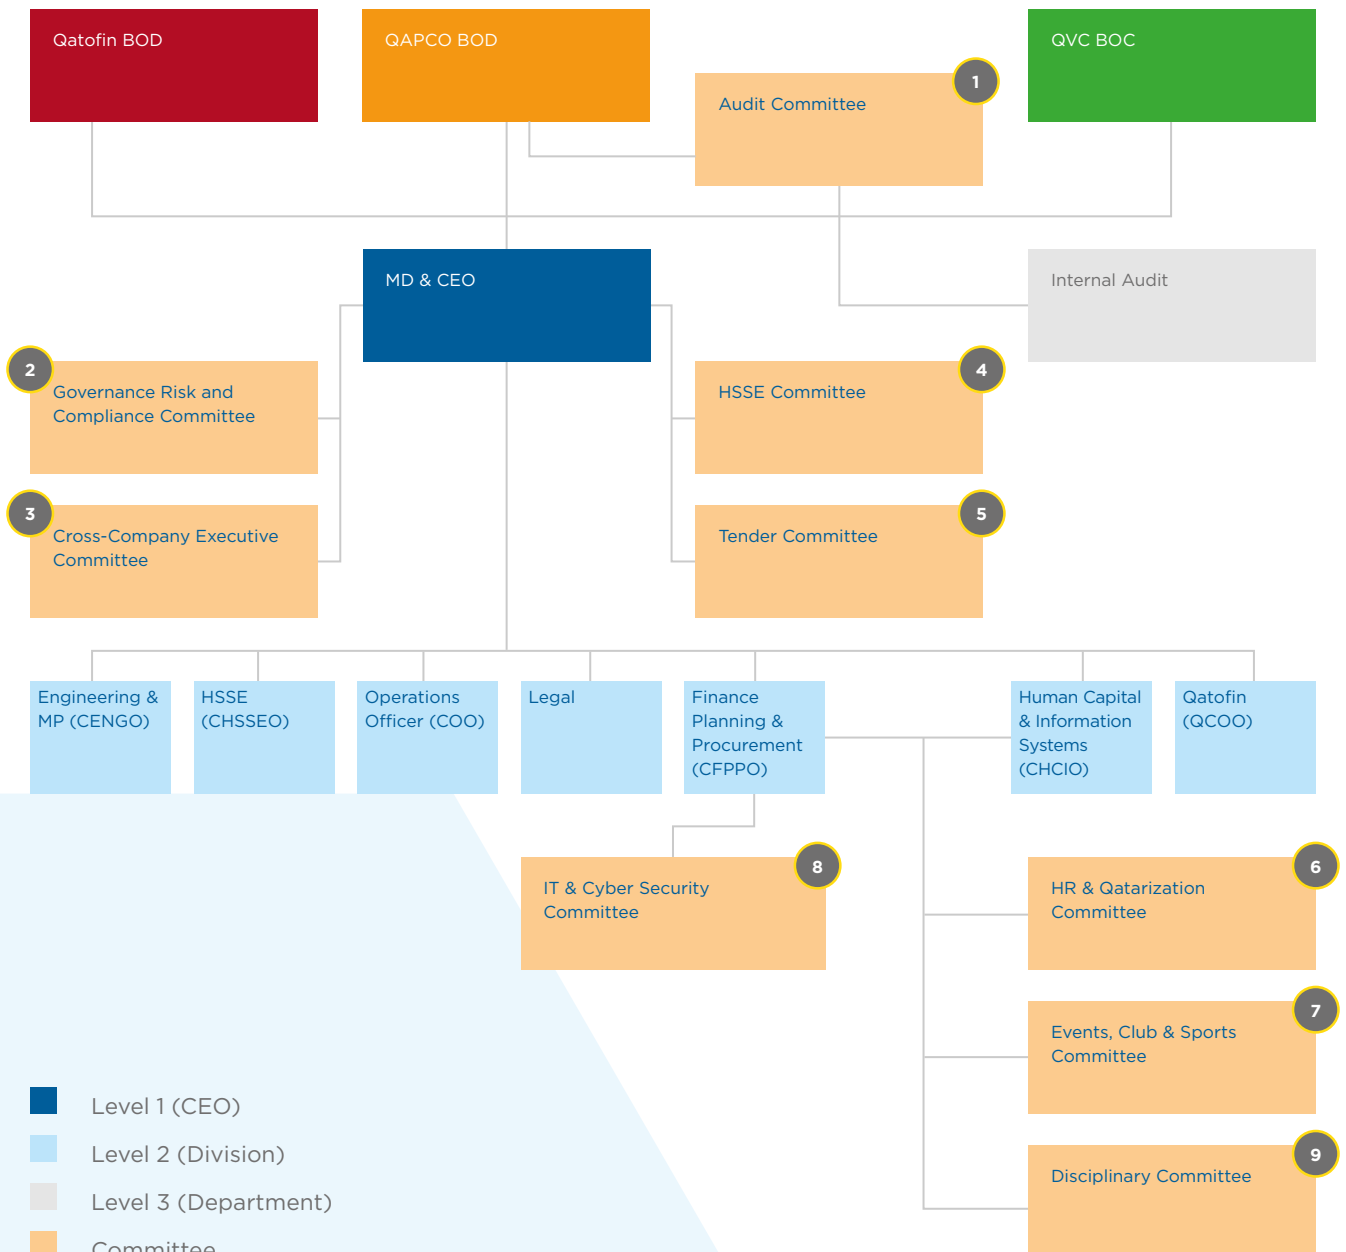 Qatofin BOD
QAPCO BOD
QVC BOC
1
Audit Committee
MD & CEO
Internal Audit
2
Governance Risk and
Compliance Committee
4
HSSE Committee
3
Cross-Company Executive
Committee
5
Tender Committee
Engineering &
MP (CENGO)
HSSE
(CHSSEO)
Operations
Officer (COO)
Legal
Finance
Planning &
Procurement
(CFPPO)
Human Capital
& Information
Systems
(CHCIO)
Qatofin
(QCOO)
8
IT & Cyber Security
Committee
6
HR & Qatarization
Committee
7
Events, Club & Sports
Committee
9
Disciplinary Committee
Level 1 (CEO)
Level 2 (Division)
Level 3 (Department)
Committee